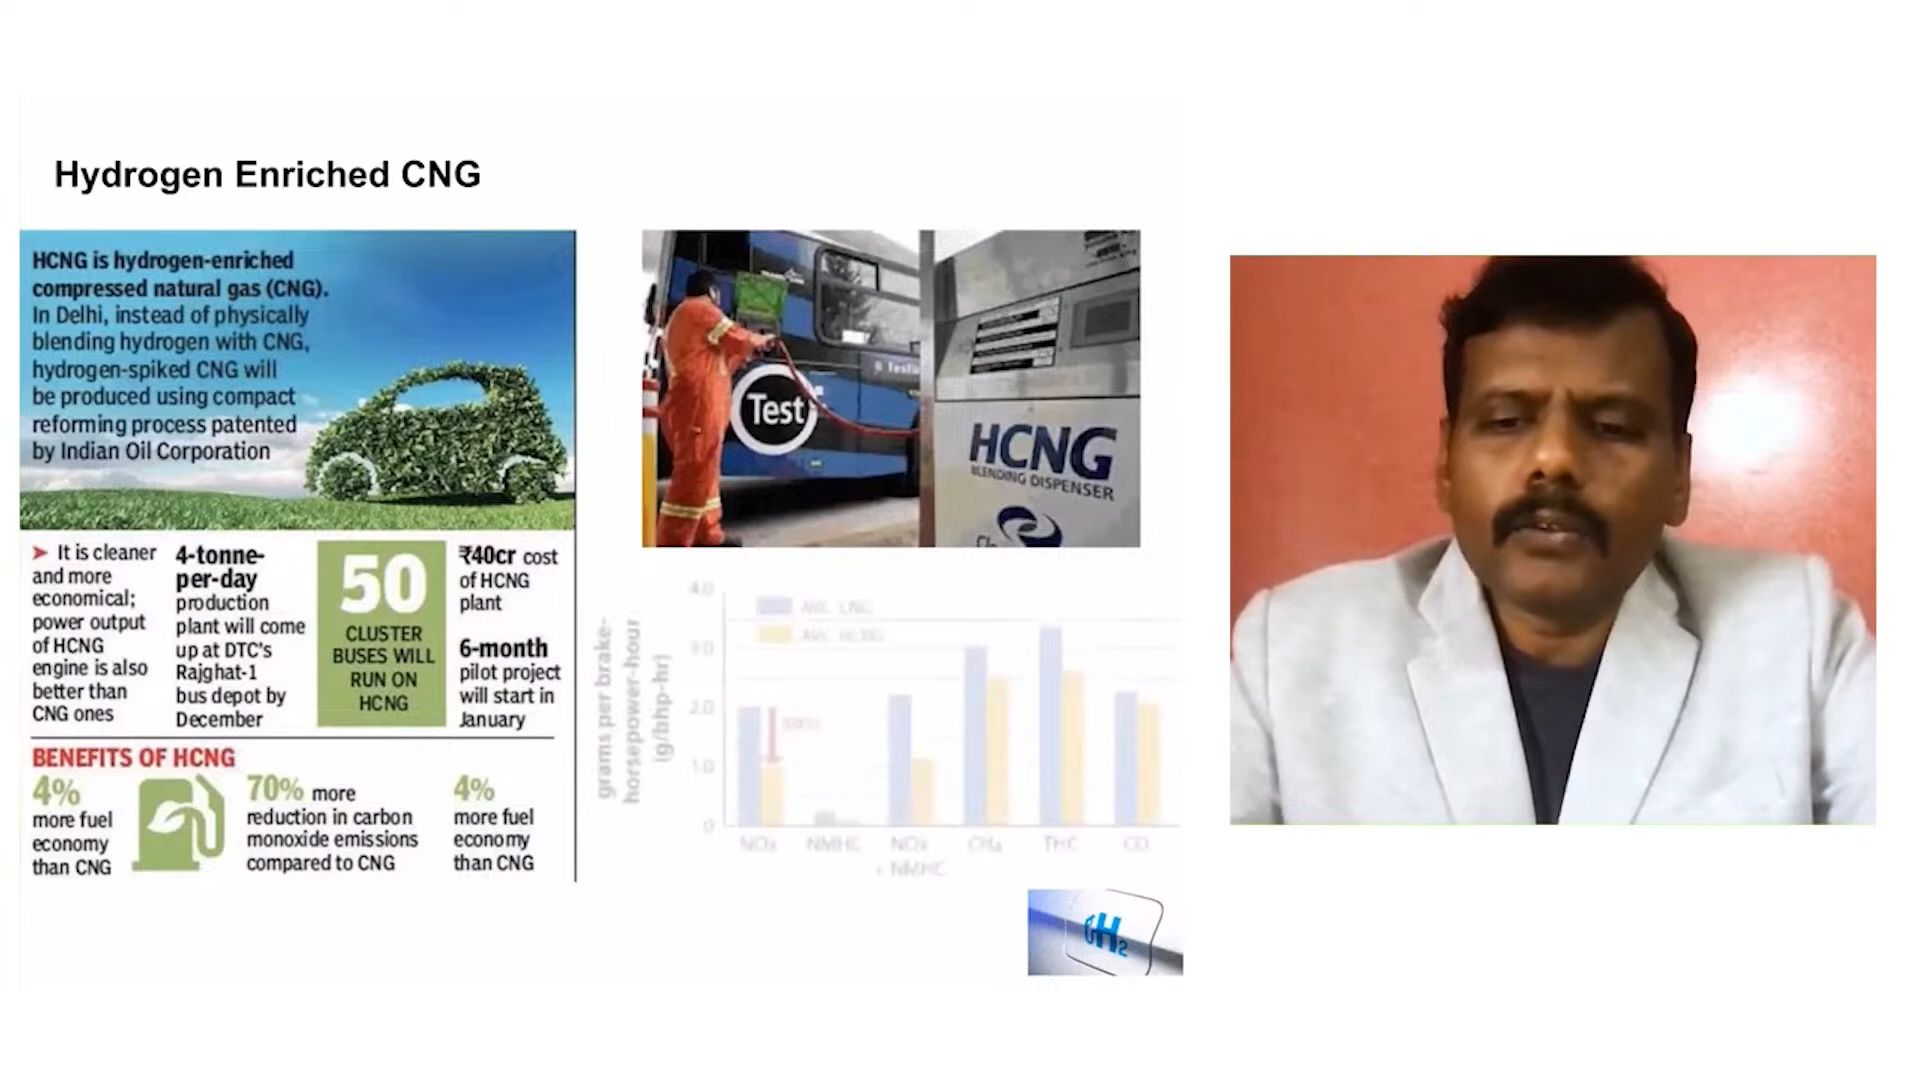 Hydrogen Enriched CNG
HCNG is hydrogen-enriched
compressed natural gas (CNG).
In Delhi, instead of physically
blending hydrogen with CNG,
hydrogen-spiked CNG will
be produced using compact
reforming process patented
by Indian Oil Corporation
➤ It is cleaner
and more
economical;
power output
of HCNG
engine is also
better than
CNG ones
4-tonne-
per-day
production
plant will come
up at DTC's
Rajghat-1
bus depot by
December
50
CLUSTER
BUSES WILL
RUN ON
HCNG
₹40cr cost
of HCNG
plant
6-month
pilot project
will start in
January
BENEFITS OF HCNG
4%
more fuel
economy
than CNG
70% more
reduction in carbon
monoxide emissions
compared to CNG
4%
more fuel
economy
than CNG
Test
HCNG
BLENDING DISPENSER
grams per brake-
horsepower-hour
(g/bhp-hr)
4.0
3.0
2.0
1.0
0
CNG
HCNG
50%
NOx
NMHC
NOx
+ NMHC
CH₄
THC
CO
H₂